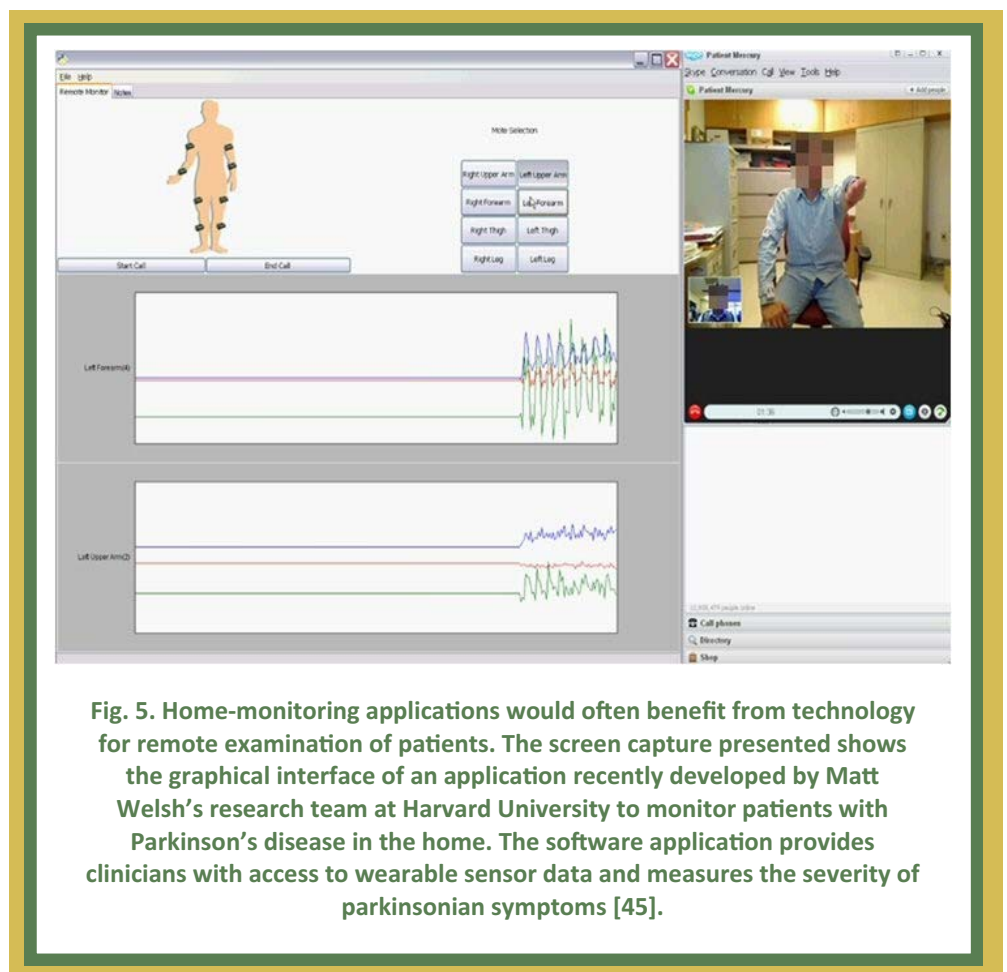 File Help
Remote Monitor Notes
Mote Selection
Right Upper Arm Left Upper Arm
Right Forearm Left Forearm
Right Thigh Left Thigh
Right Leg Left Leg
Start Call End Call
Left Forearm(4)
Left Upper Arm(2)
Patient Mercury
Skype Conversation Call View Tools Help
Patient Mercury
+ Add people
01:36
people online
Call phones
Directory
Shop
Fig. 5. Home-monitoring applications would often benefit from technology
for remote examination of patients. The screen capture presented shows
the graphical interface of an application recently developed by Matt
Welsh’s research team at Harvard University to monitor patients with
Parkinson’s disease in the home. The software application provides
clinicians with access to wearable sensor data and measures the severity of
parkinsonian symptoms [45].